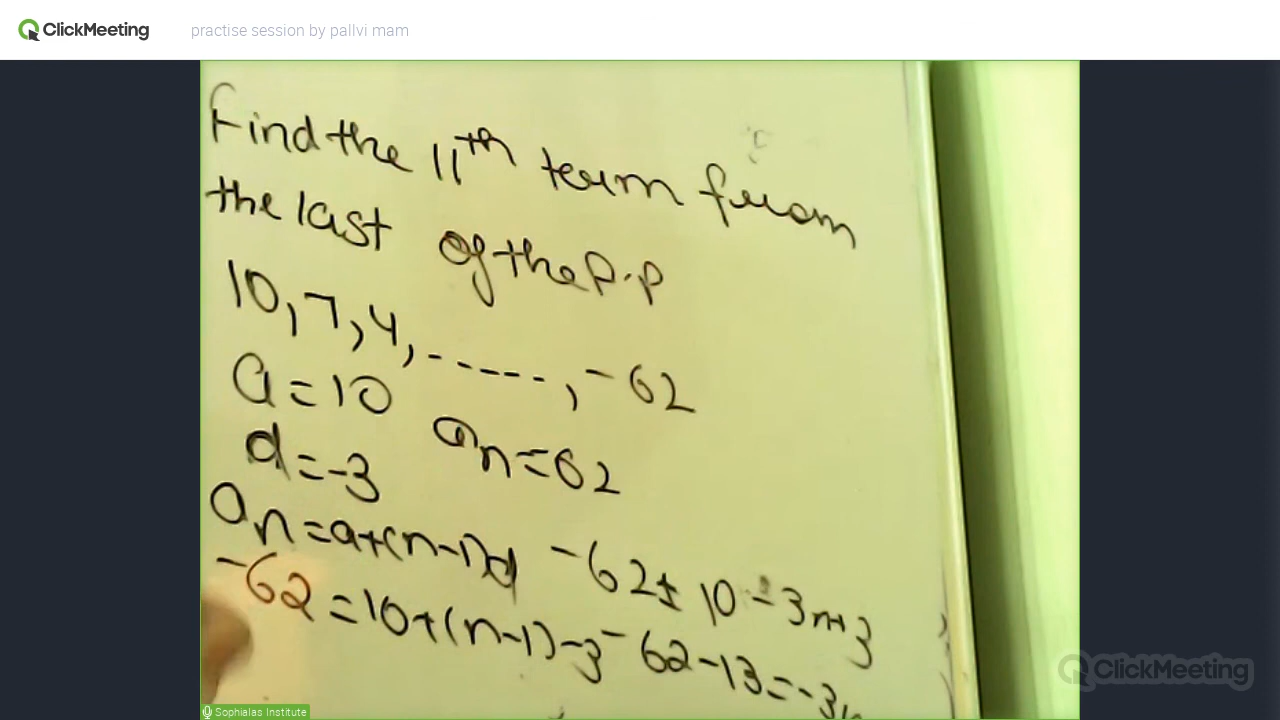 ClickMeeting
practise session by pallvi mam
Find the 11th term from
the last of the P.P
10, 7, 4, - - - - - , -62
a = 10
an = 62
d = -3
an = a+(n-1)d
-62 = 10+(n-1)-3
-62 = 10 - 3n+3
-62-13 = -3n
ClickMeeting
Sophialas Institute